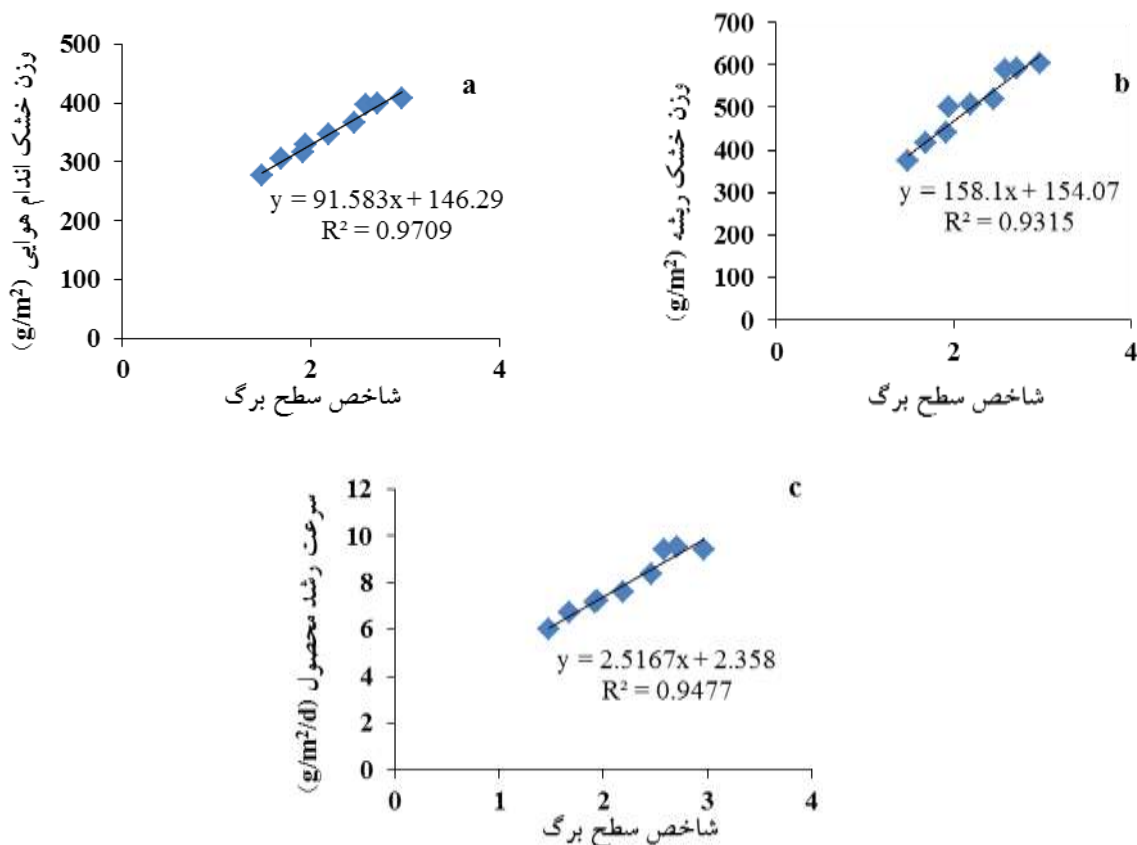 500
400
300
200
100
0
0
2
4
a
y = 91.583x + 146.29
R² = 0.9709
وزن خشک اندام هوایی (g/m²)
شاخص سطح برگ
700
600
500
400
300
200
100
0
0
2
4
b
y = 158.1x + 154.07
R² = 0.9315
وزن خشک ریشه (g/m²)
شاخص سطح برگ
12
10
8
6
4
2
0
0
1
2
3
4
c
y = 2.5167x + 2.358
R² = 0.9477
سرعت رشد محصول (g/m²/d)
شاخص سطح برگ